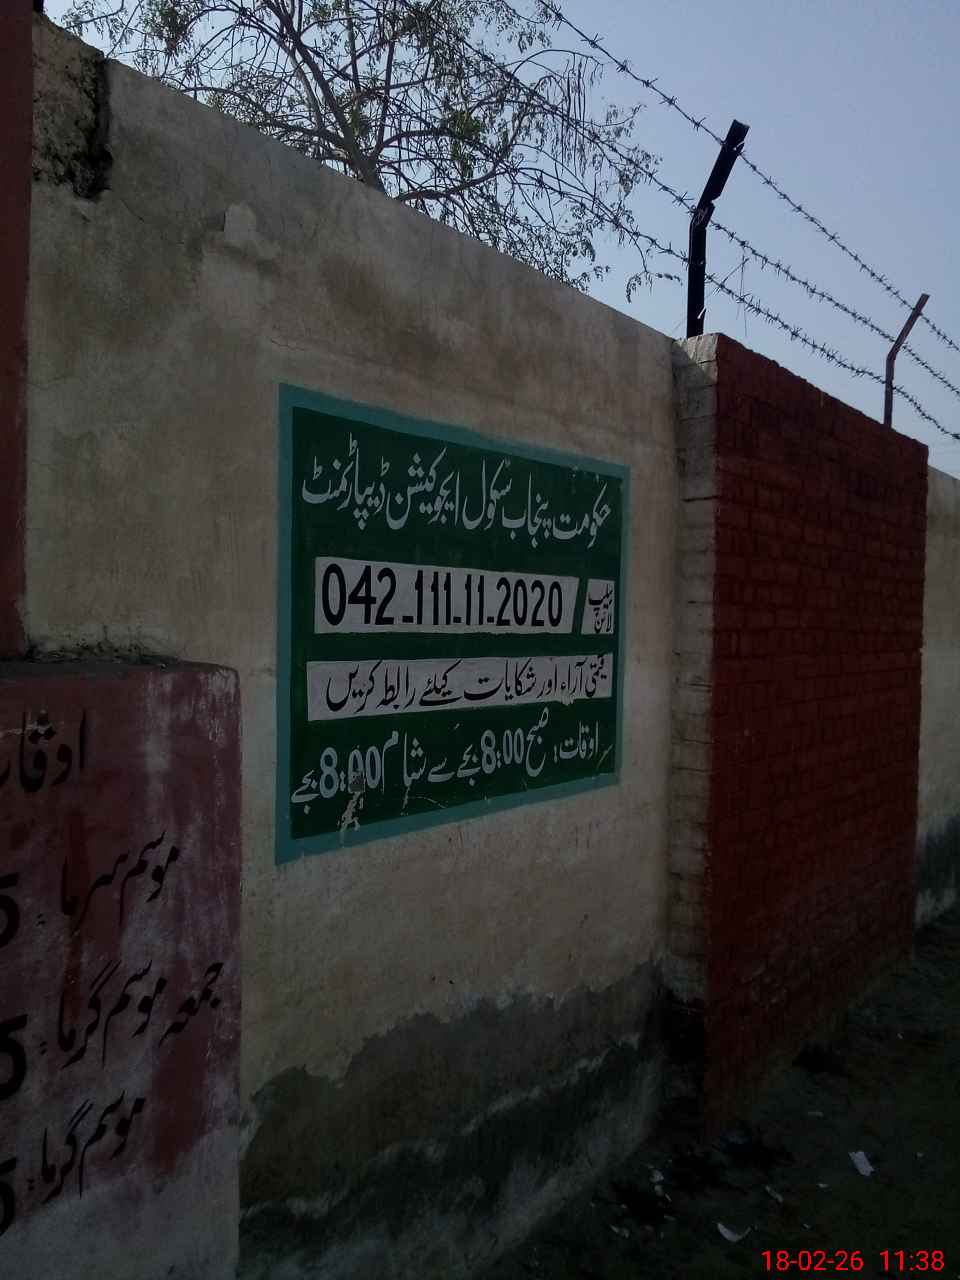 حکومت پنجاب سکول ایجوکیشن ڈیپارٹمنٹ
ہیلپ لائن / 042-111-11-2020
قیمتی آراء اور شکایات کیلئے رابطہ کریں
اوقات: صبح 8:00 بجے سے شام 8:00 بجے
موسم سرما:
جمعہ موسم گرما:
موسم گرما:
18-02-26 11:38